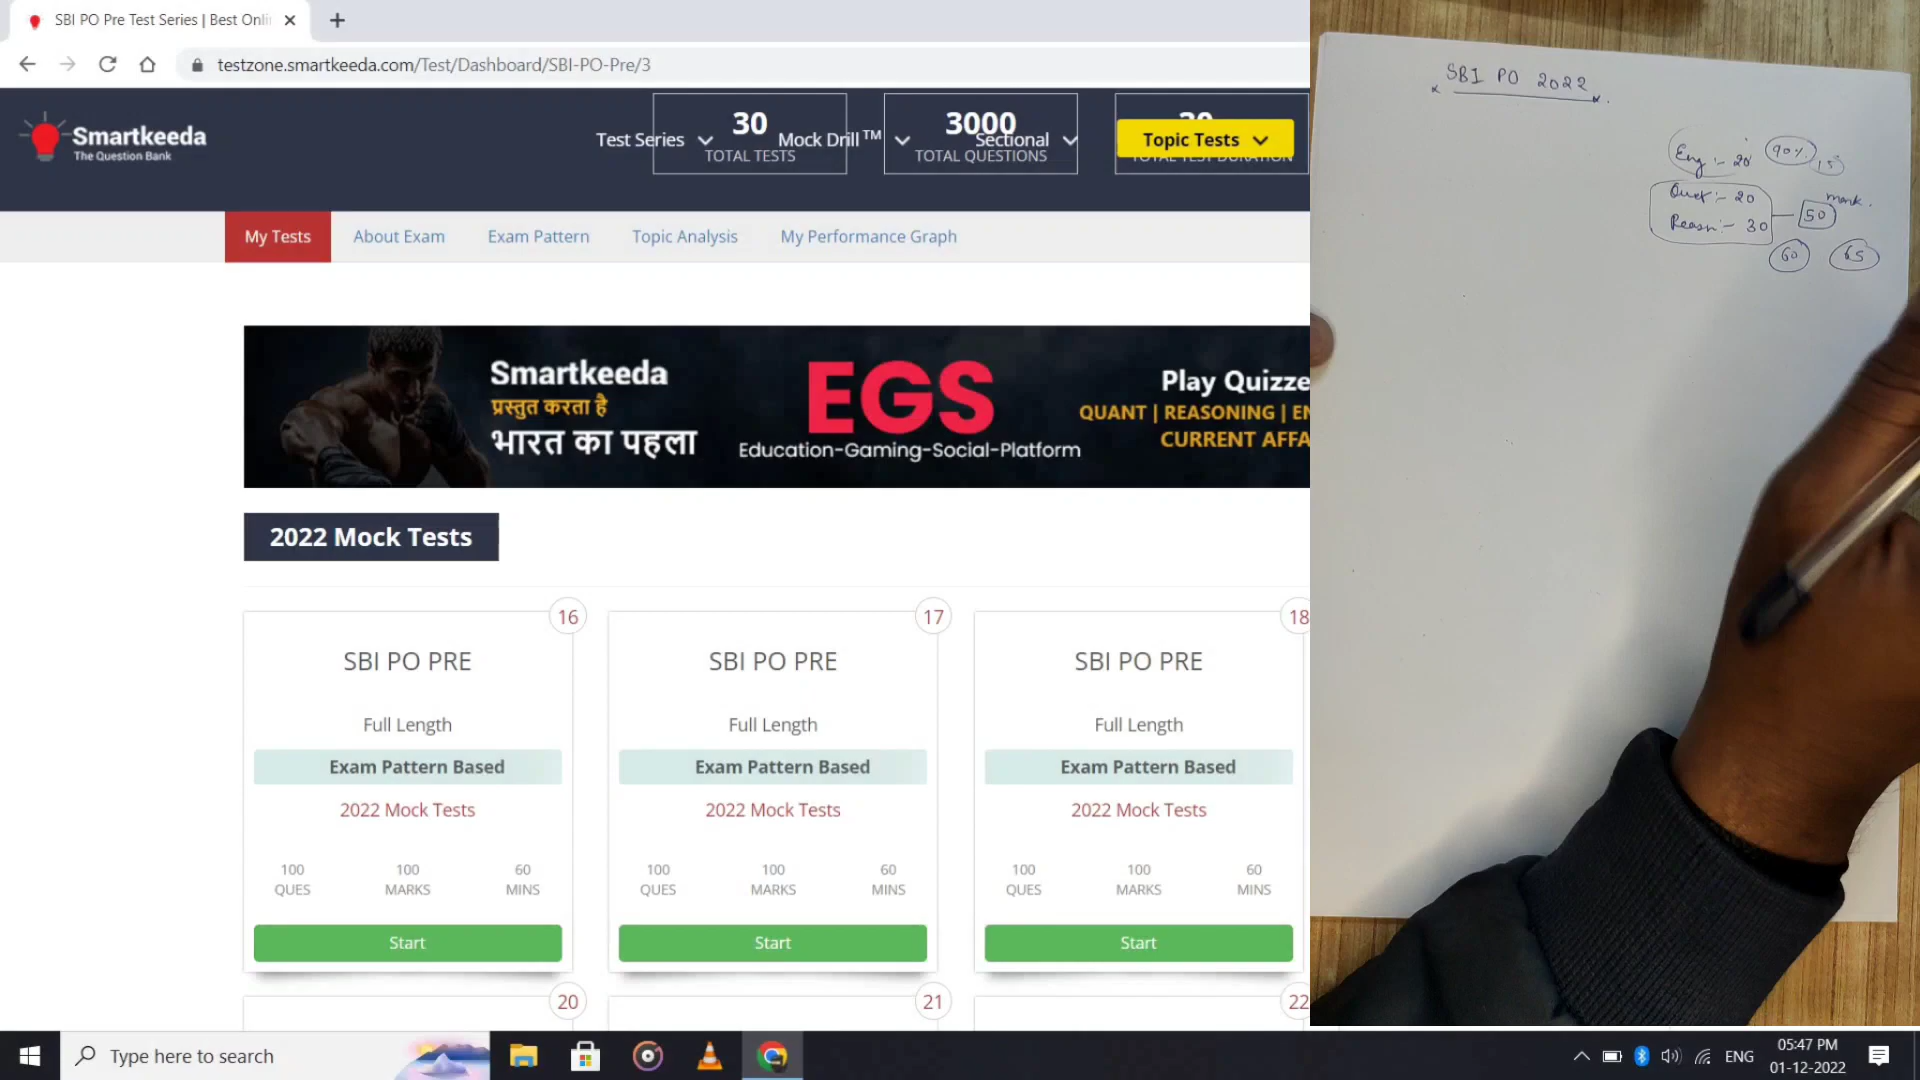 SBI PO Pre Test Series | Best Onli
testzone.smartkeeda.com/Test/Dashboard/SBI-PO-Pre/3
Smartkeeda
The Question Bank
Test Series
30
TOTAL TESTS
Mock Drill™
3000
TOTAL QUESTIONS
Sectional
30
Topic Tests
TOTAL TEST DURATION
My Tests
About Exam
Exam Pattern
Topic Analysis
My Performance Graph
Smartkeeda
प्रस्तुत करता है
भारत का पहला
EGS
Education-Gaming-Social-Platform
Play Quizze
QUANT | REASONING | EN
CURRENT AFFA
2022 Mock Tests
16
SBI PO PRE
Full Length
Exam Pattern Based
2022 Mock Tests
100 QUES
100 MARKS
60 MINS
Start
17
SBI PO PRE
Full Length
Exam Pattern Based
2022 Mock Tests
100 QUES
100 MARKS
60 MINS
Start
18
SBI PO PRE
Full Length
Exam Pattern Based
2022 Mock Tests
100 QUES
100 MARKS
60 MINS
Start
20
21
22
SBI PO 2022
Eng :- 20 90% 15
Quet :- 20
Reasn :- 30
50 mark.
60 65
Type here to search
ENG
05:47 PM
01-12-2022